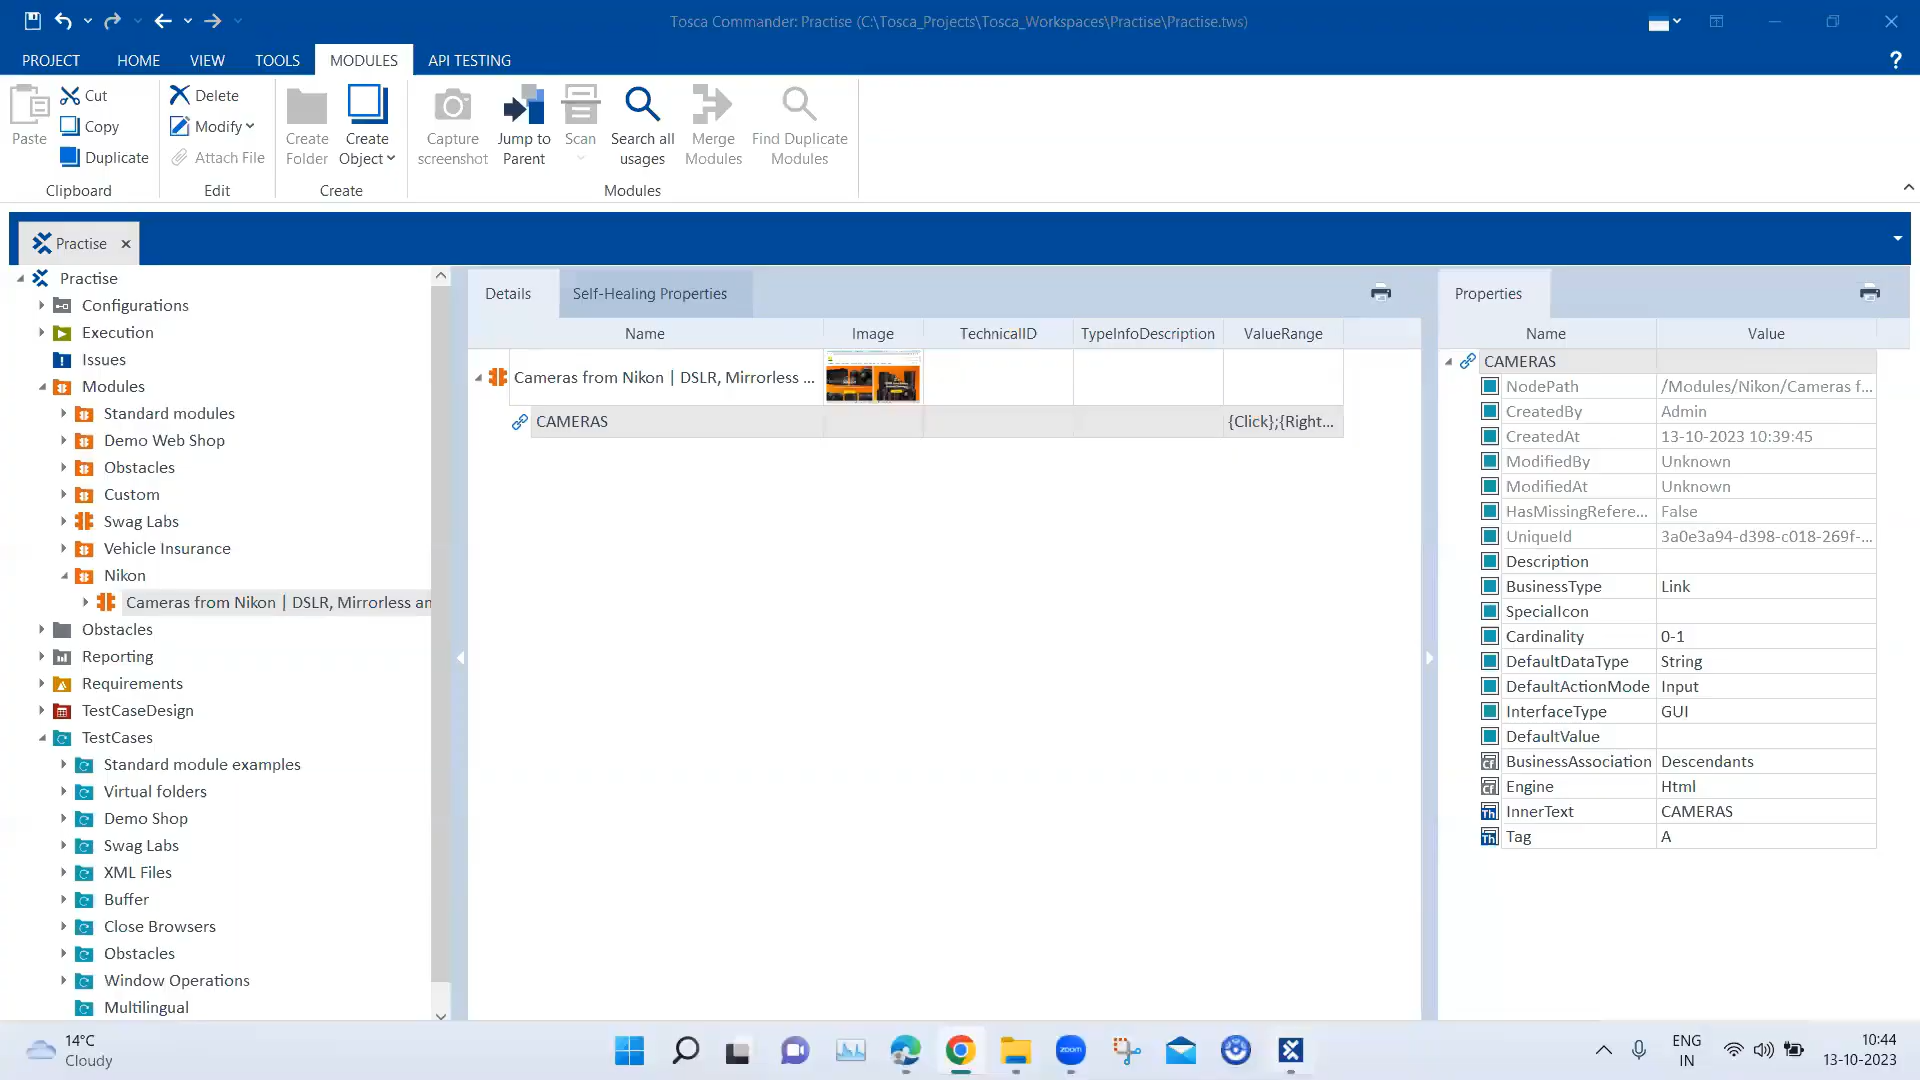 Tosca Commander: Practise (C:\Tosca_Projects\Tosca_Workspaces\Practise\Practise.tws)
PROJECT HOME VIEW TOOLS MODULES API TESTING ?
Paste
Cut
Copy
Duplicate
Clipboard
Delete
Modify
Attach File
Edit
Create Folder
Create Object
Create
Capture screenshot
Jump to Parent
Scan
Search all usages
Merge Modules
Find Duplicate Modules
Modules
Practise
Practise
Configurations
Execution
Issues
Modules
Standard modules
Demo Web Shop
Obstacles
Custom
Swag Labs
Vehicle Insurance
Nikon
Cameras from Nikon | DSLR, Mirrorless an
Obstacles
Reporting
Requirements
TestCaseDesign
TestCases
Standard module examples
Virtual folders
Demo Shop
Swag Labs
XML Files
Buffer
Close Browsers
Obstacles
Window Operations
Multilingual
Details Self-Healing Properties
Name Image TechnicalID TypeInfoDescription ValueRange
Cameras from Nikon | DSLR, Mirrorless ...
CAMERAS {Click};{Right...
Properties
Name Value
CAMERAS
NodePath /Modules/Nikon/Cameras f...
CreatedBy Admin
CreatedAt 13-10-2023 10:39:45
ModifiedBy Unknown
ModifiedAt Unknown
HasMissingRefere... False
UniqueId 3a0e3a94-d398-c018-269f-...
Description
BusinessType Link
SpecialIcon
Cardinality 0-1
DefaultDataType String
DefaultActionMode Input
InterfaceType GUI
DefaultValue
BusinessAssociation Descendants
Engine Html
InnerText CAMERAS
Tag A
14°C
Cloudy
zoom
ENG
IN
10:44
13-10-2023